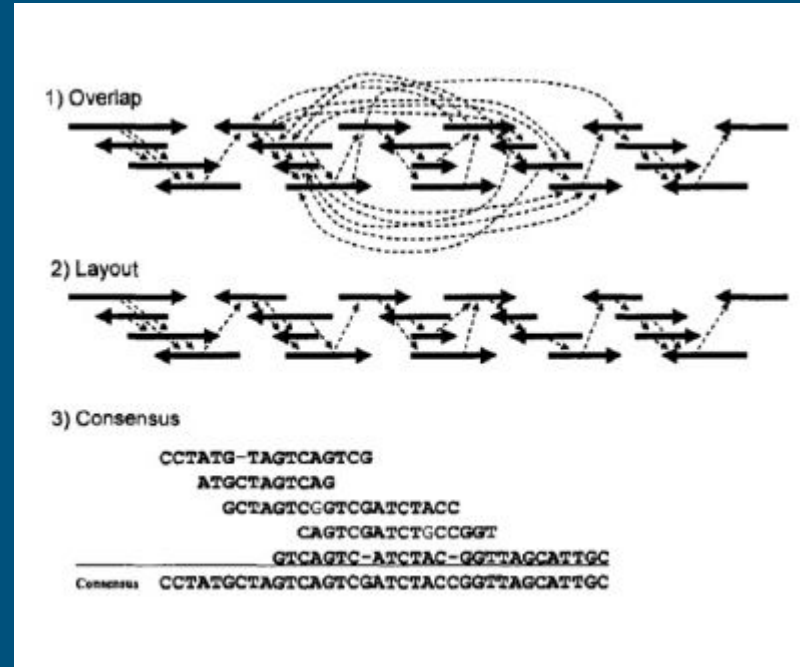 1) Overlap
2) Layout
3) Consensus
CCTATG-TAGTCAGTCG
ATGCTAGTCAG
GCTAGTCGGTCGATCTACC
CAGTCGATCTGCCGGT
GTCAGTC-ATCTAC-GGTTAGCATTGC
Consensus CCTATGCTAGTCAGTCGATCTACCGGTTAGCATTGC